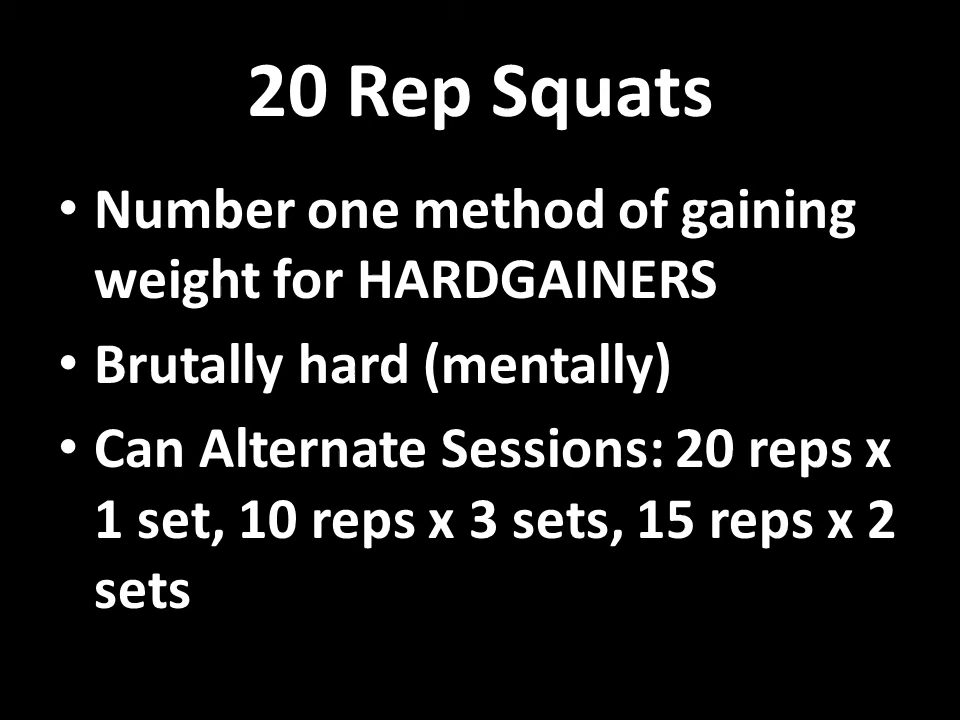 20 Rep Squats
• Number one method of gaining
weight for HARDGAINERS
• Brutally hard (mentally)
• Can Alternate Sessions: 20 reps x
1 set, 10 reps x 3 sets, 15 reps x 2
sets